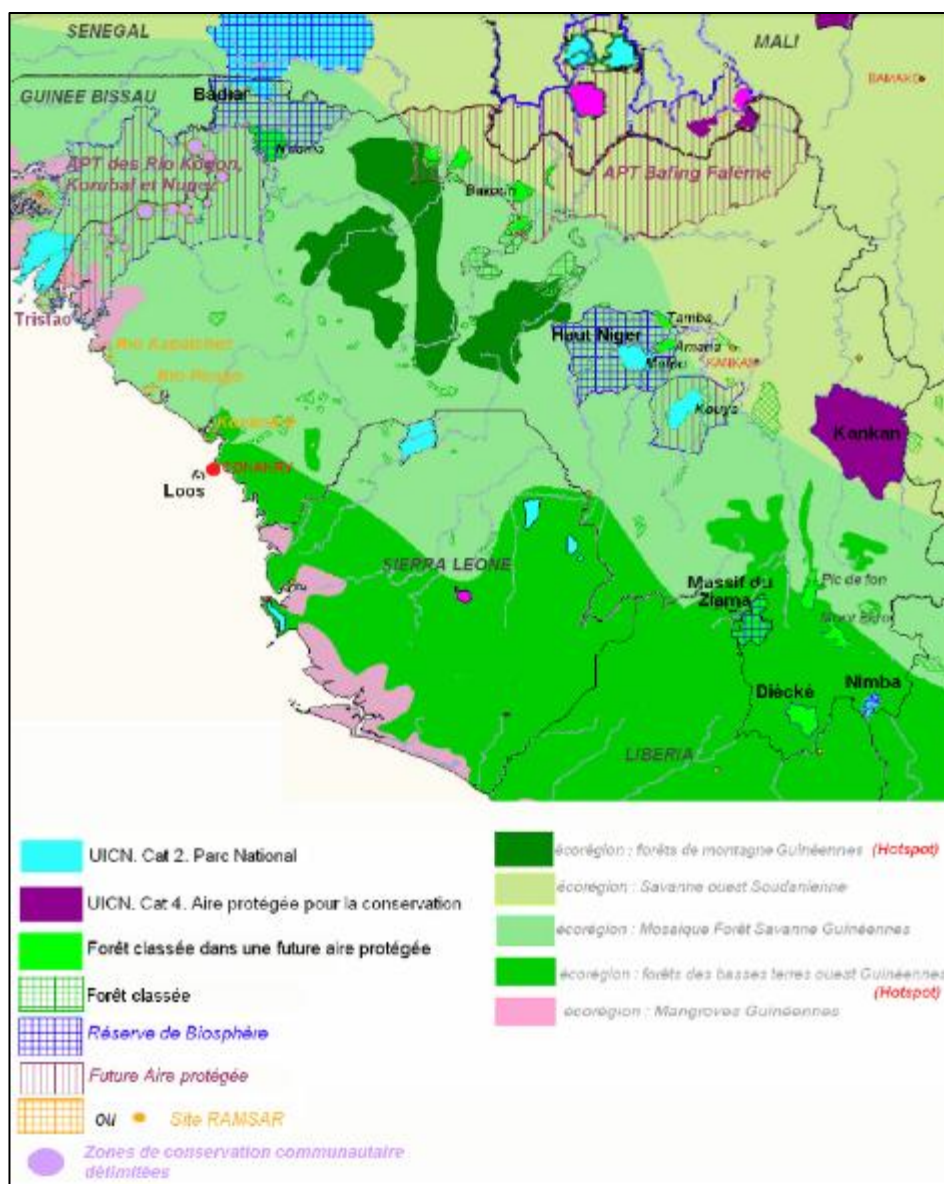 SENEGAL
MALI
BAMAKO
GUINEE BISSAU
Badiar
N'dama
APT des Rio Kogon,
Korubal et Nunez
APT Bafing Falémé
Bakoun
Tristao
Rio Kapatchez
Rio Pongo
Konkouré
CONAKRY
Loos
Haut Niger
Tamba
Amana
Mafou
KANKAN
Kouya
Kankan
SIERRA LEONE
Massif du
Ziama
Pic de fon
Diécké
Nimba
LIBERIA
UICN. Cat 2. Parc National
UICN. Cat 4. Aire protégée pour la conservation
Forêt classée dans une future aire protégée
Forêt classée
Réserve de Biosphère
Future Aire protégée
ou Site RAMSAR
Zones de conservation communautaire
délimitées
écorégion : forêts de montagne Guinéennes (Hotspot)
écorégion : Savanne ouest Soudanienne
écorégion : Mosaique Forêt Savanne Guinéennes
écorégion : forêts des basses terres ouest Guinéennes
(Hotspot)
écorégion : Mangroves Guinéennes